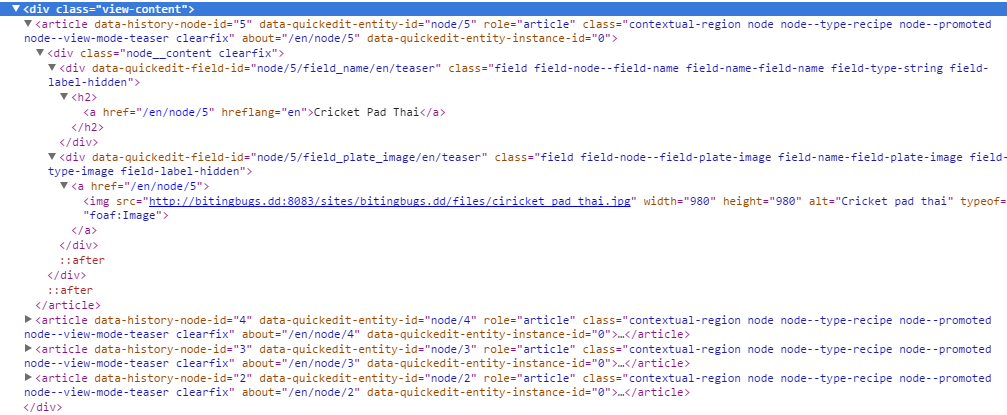 <div class="view-content">
<article data-history-node-id="5" data-quickedit-entity-id="node/5" role="article" class="contextual-region node node--type-recipe node--promoted
node--view-mode-teaser clearfix" about="/en/node/5" data-quickedit-entity-instance-id="0">
<div class="node__content clearfix">
<div data-quickedit-field-id="node/5/field_name/en/teaser" class="field field-node--field-name field-name-field-name field-type-string field-
label-hidden">
<h2>
<a href="/en/node/5" hreflang="en">Cricket Pad Thai</a>
</h2>
</div>
<div data-quickedit-field-id="node/5/field_plate_image/en/teaser" class="field field-node--field-plate-image field-name-field-plate-image field-
type-image field-label-hidden">
<a href="/en/node/5">
<img src="http://bitingbugs.dd:8083/sites/bitingbugs.dd/files/ciricket_pad_thai.jpg" width="980" height="980" alt="Cricket pad thai" typeof=
"foaf:Image">
</a>
</div>
::after
</div>
::after
</article>
<article data-history-node-id="4" data-quickedit-entity-id="node/4" role="article" class="contextual-region node node--type-recipe node--promoted
node--view-mode-teaser clearfix" about="/en/node/4" data-quickedit-entity-instance-id="0">…</article>
<article data-history-node-id="3" data-quickedit-entity-id="node/3" role="article" class="contextual-region node node--type-recipe node--promoted
node--view-mode-teaser clearfix" about="/en/node/3" data-quickedit-entity-instance-id="0">…</article>
<article data-history-node-id="2" data-quickedit-entity-id="node/2" role="article" class="contextual-region node node--type-recipe node--promoted
node--view-mode-teaser clearfix" about="/en/node/2" data-quickedit-entity-instance-id="0">…</article>
</div>